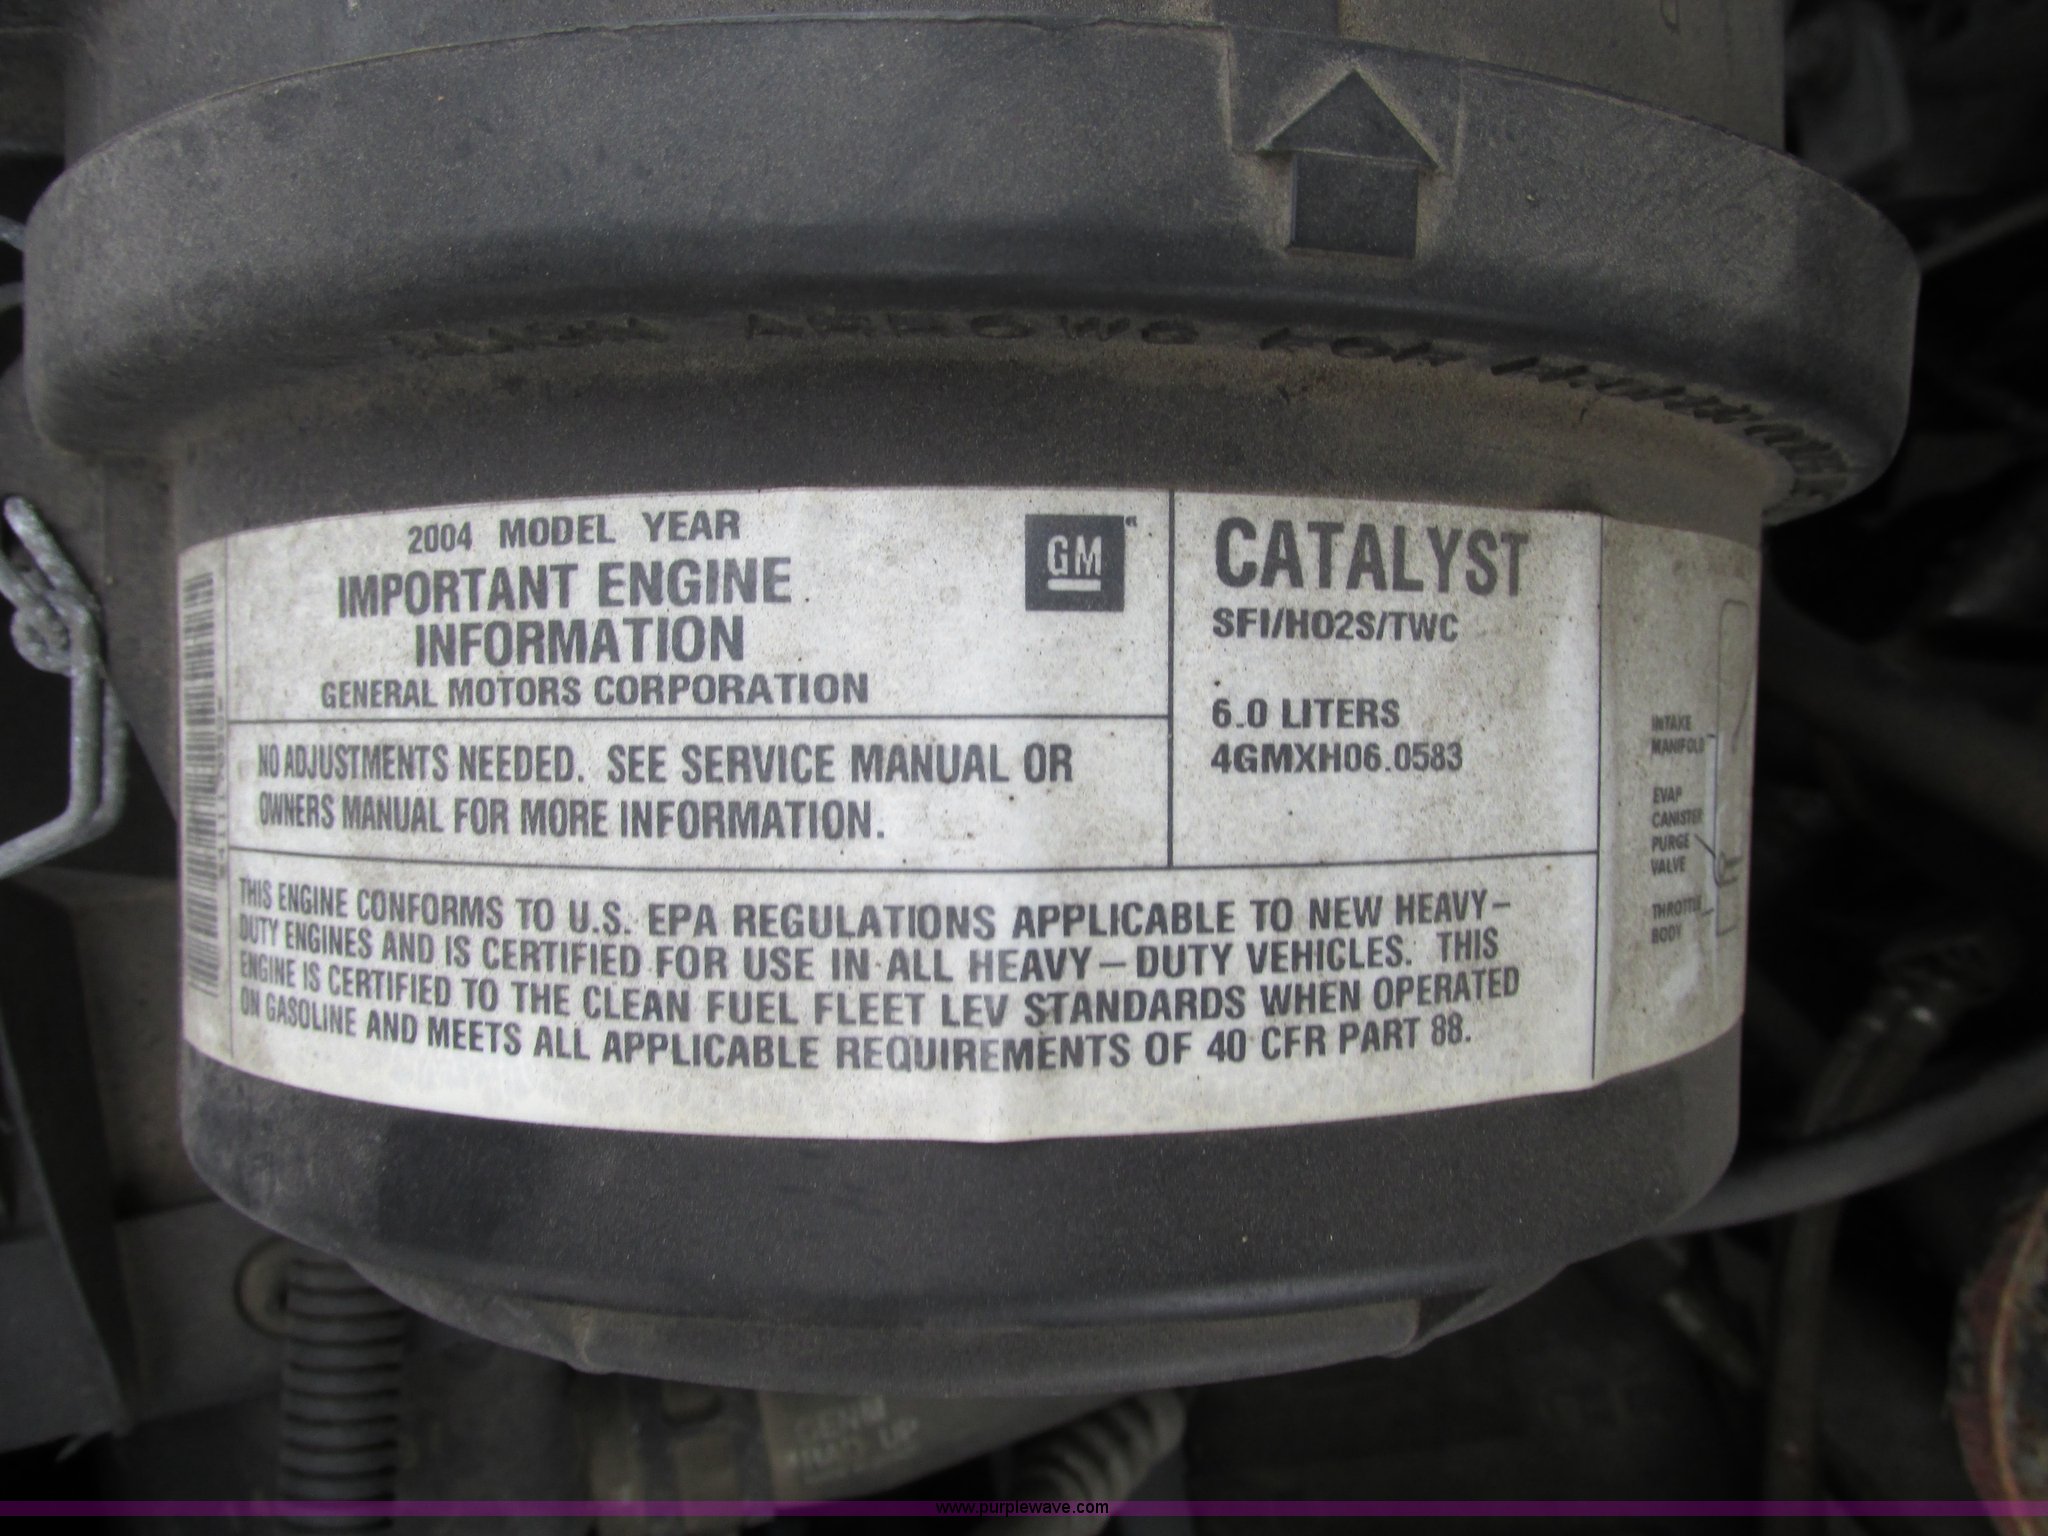 ARROWS FOR
2004 MODEL YEAR
IMPORTANT ENGINE
INFORMATION
GENERAL MOTORS CORPORATION
GM
NO ADJUSTMENTS NEEDED. SEE SERVICE MANUAL OR
OWNERS MANUAL FOR MORE INFORMATION.
CATALYST
SFI/HO2S/TWC
6.0 LITERS
4GMXH06.0583
THIS ENGINE CONFORMS TO U.S. EPA REGULATIONS APPLICABLE TO NEW HEAVY-
DUTY ENGINES AND IS CERTIFIED FOR USE IN ALL HEAVY-DUTY VEHICLES. THIS
ENGINE IS CERTIFIED TO THE CLEAN FUEL FLEET LEV STANDARDS WHEN OPERATED
ON GASOLINE AND MEETS ALL APPLICABLE REQUIREMENTS OF 40 CFR PART 88.
INTAKE
MANIFOLD
EVAP
CANISTER
PURGE
VALVE
THROTTLE
BODY
www.purplewave.com